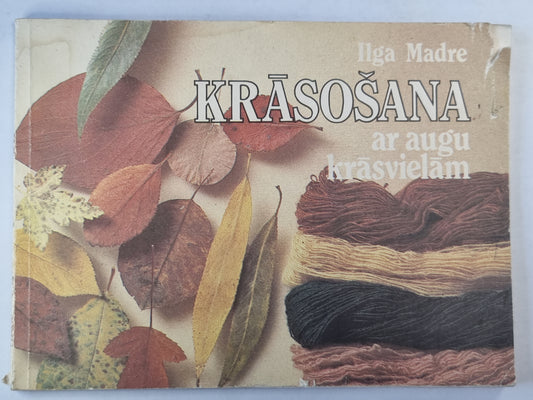 Ilga Madre
KRĀSOŠANA
ar augu
krāsvielām